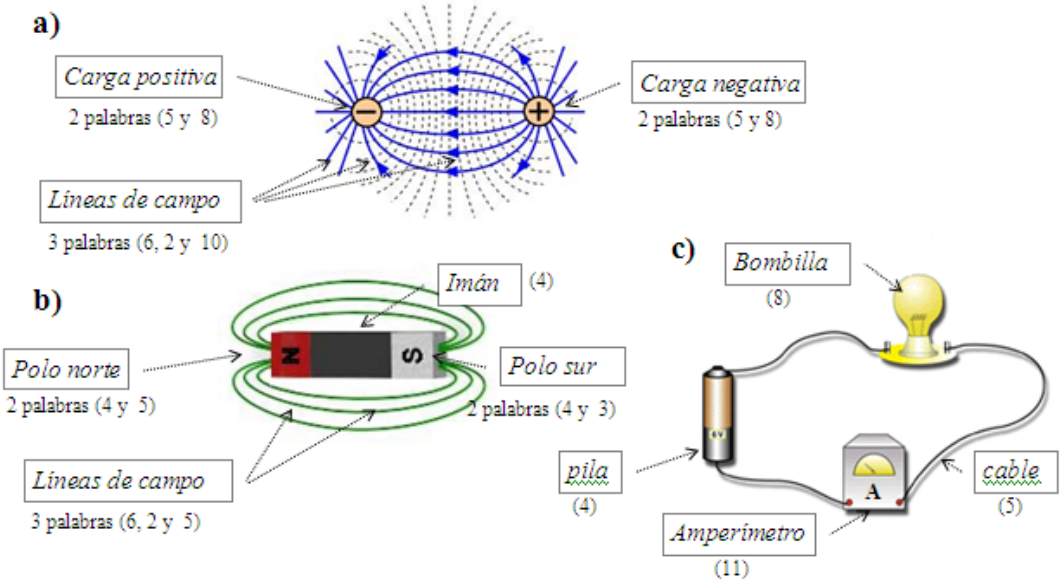 a)
Carga positiva
2 palabras (5 y 8)
Carga negativa
2 palabras (5 y 8)
−
+
Líneas de campo
3 palabras (6, 2 y 10)
b)
Imán
(4)
N
S
Polo norte
2 palabras (4 y 5)
Polo sur
2 palabras (4 y 3)
Líneas de campo
3 palabras (6, 2 y 5)
c)
Bombilla
(8)
6V
pila
(4)
A
cable
(5)
Amperímetro
(11)